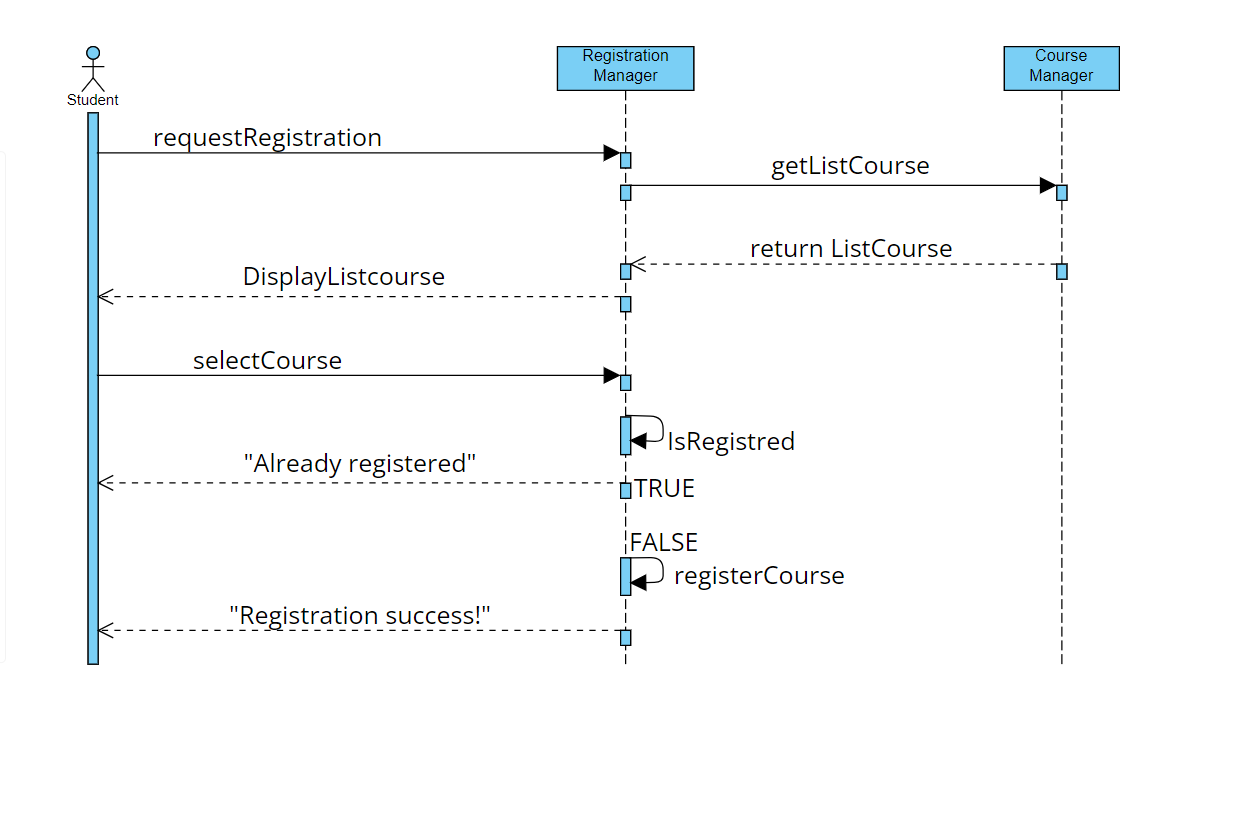 Registration
Manager
Course
Manager
Student
requestRegistration
getListCourse
return ListCourse
DisplayListcourse
selectCourse
IsRegistred
"Already registered"
TRUE
FALSE
registerCourse
"Registration success!"